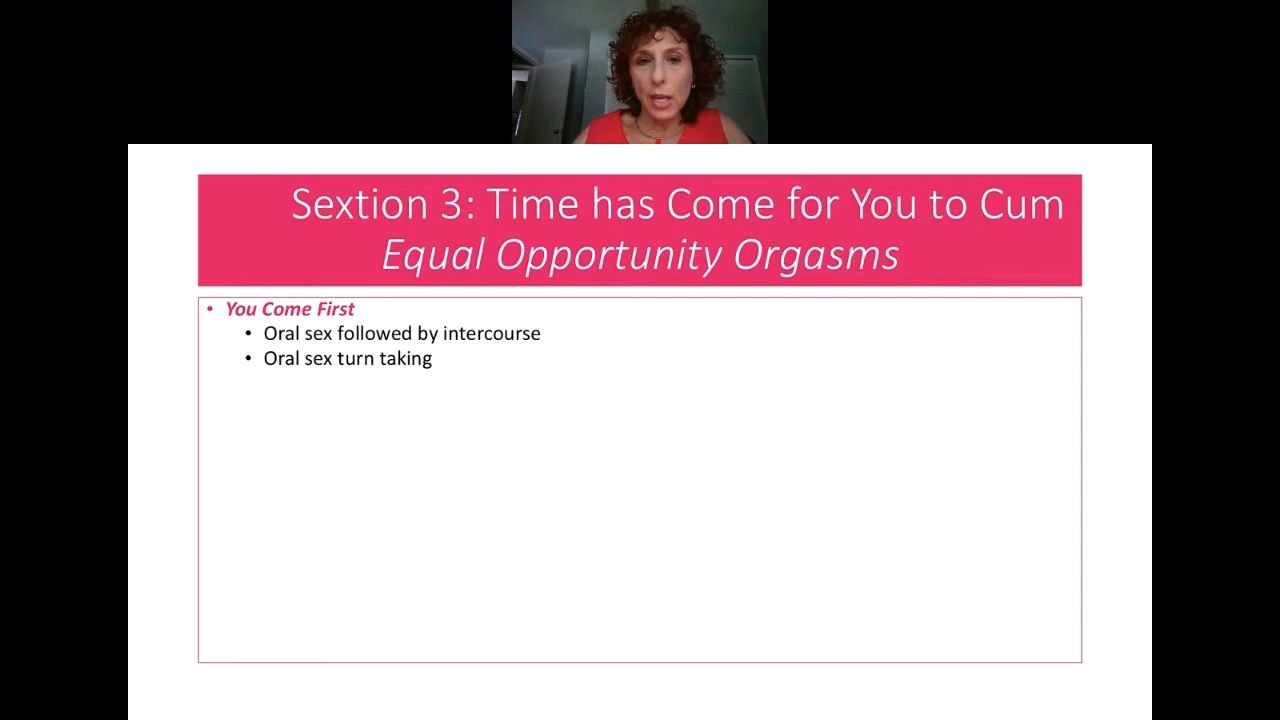 Sextion 3: Time has Come for You to Cum
Equal Opportunity Orgasms
• You Come First
• Oral sex followed by intercourse
• Oral sex turn taking